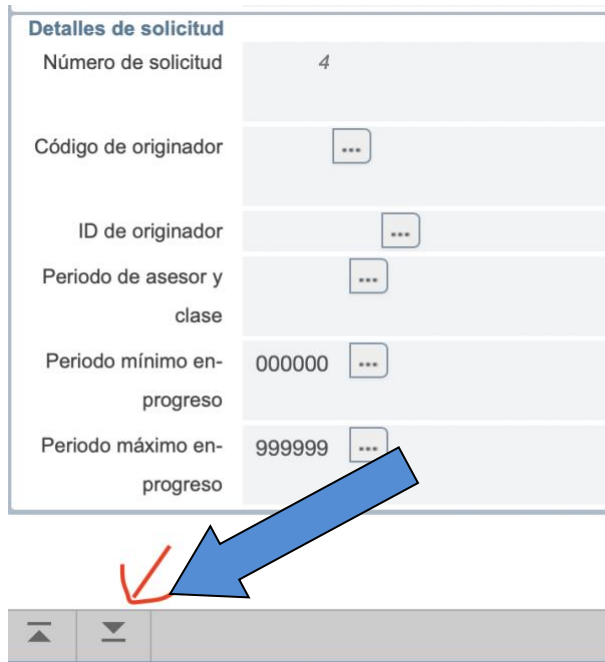 Detalles de solicitud
Número de solicitud 4
Código de originador ...
ID de originador ...
Periodo de asesor y ...
clase
Periodo mínimo en- 000000 ...
progreso
Periodo máximo en- 999999 ...
progreso